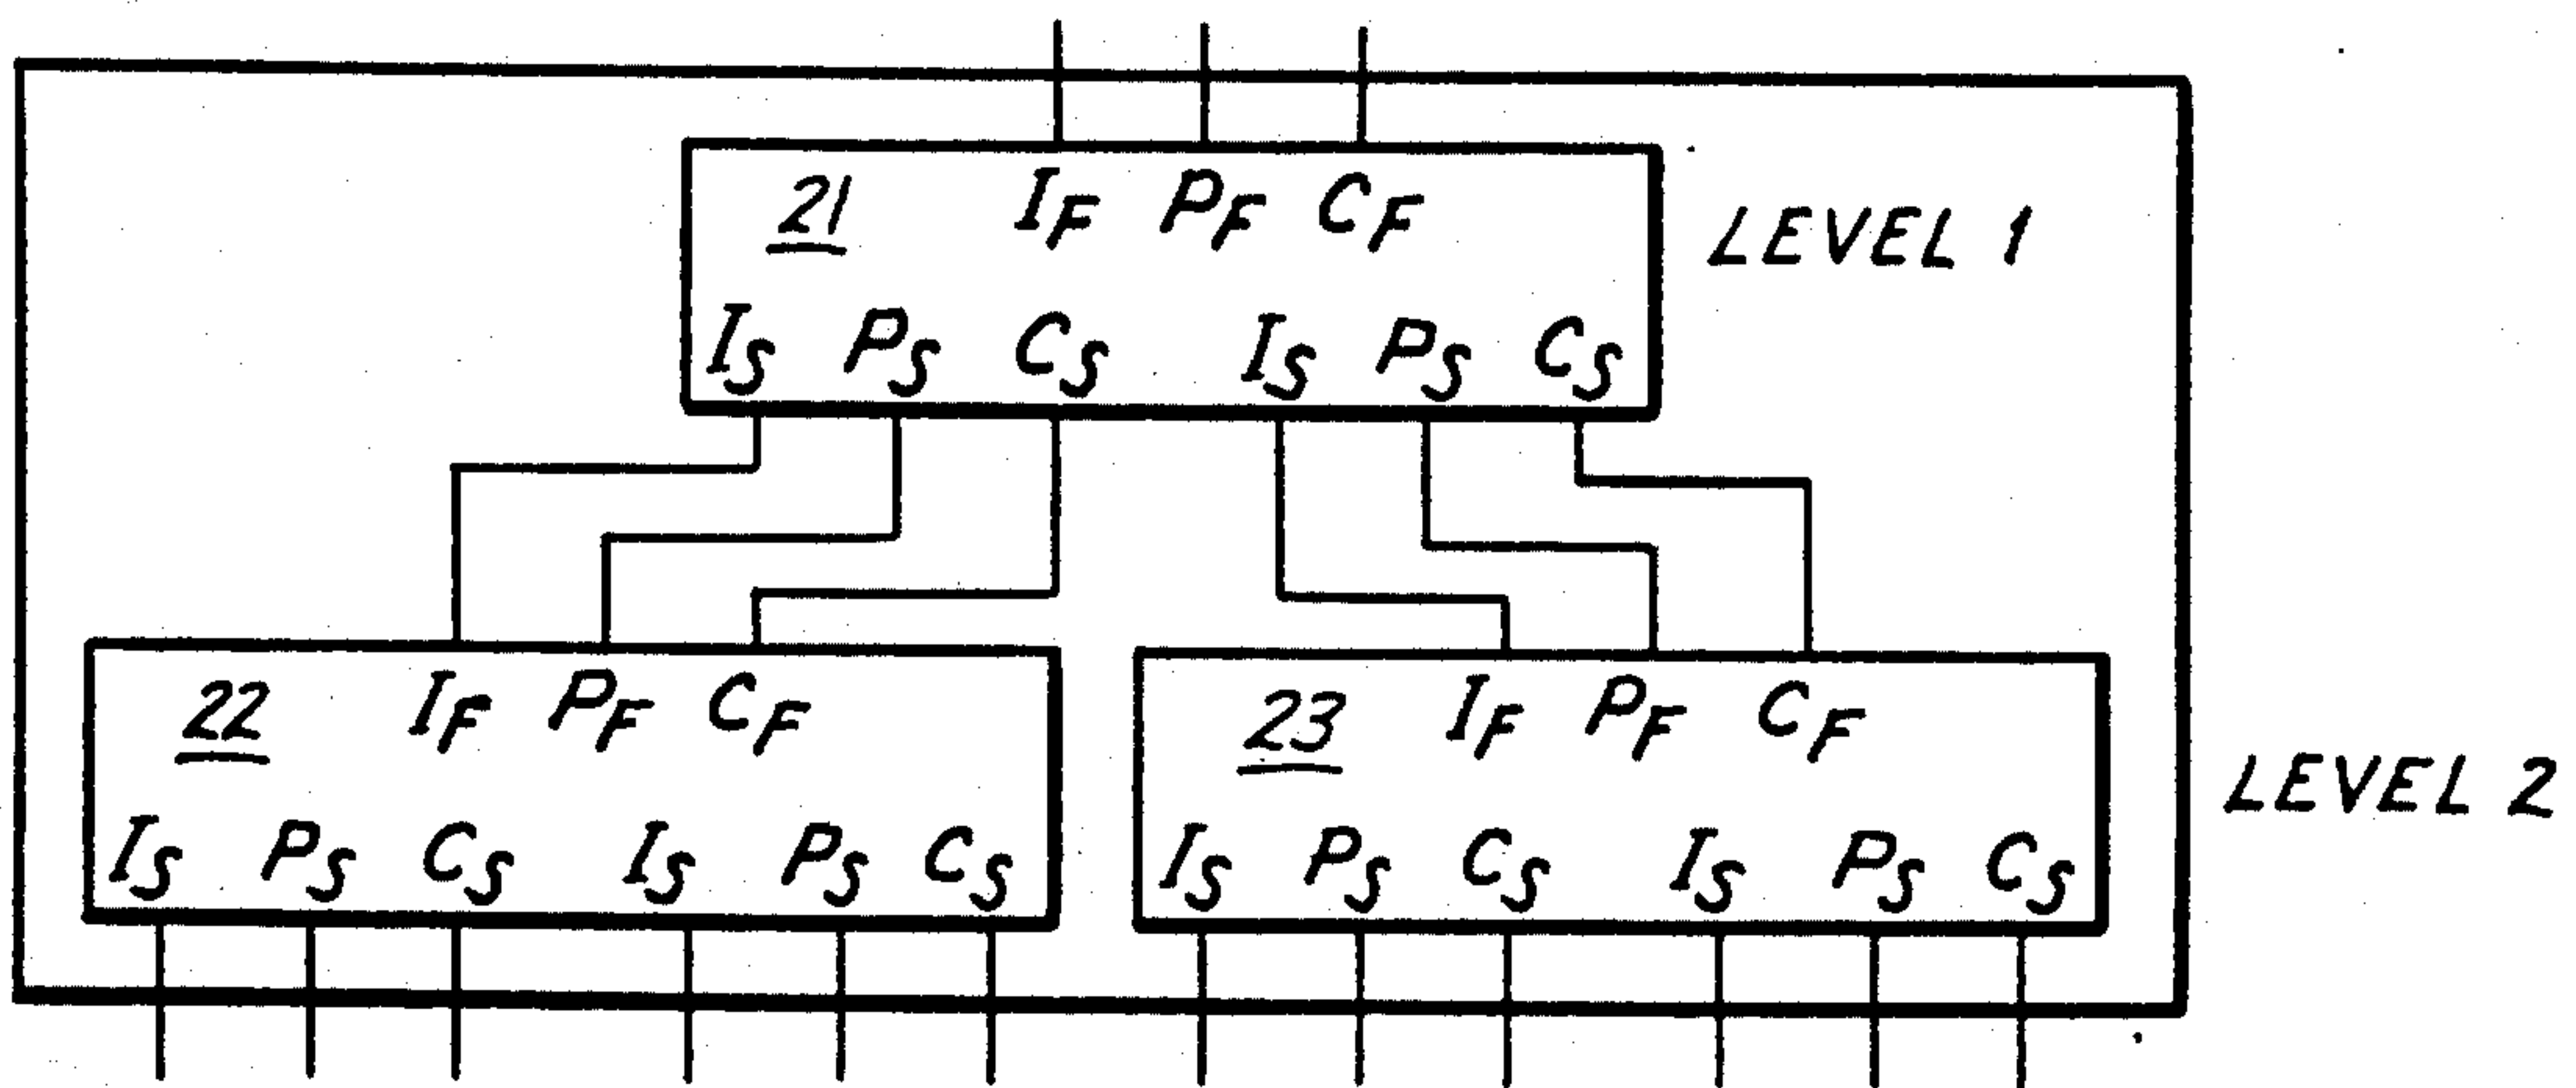 21 I_F P_F C_F
LEVEL 1
I_S P_S C_S I_S P_S C_S
22 I_F P_F C_F
I_S P_S C_S I_S P_S C_S
23 I_F P_F C_F
I_S P_S C_S I_S P_S C_S
LEVEL 2